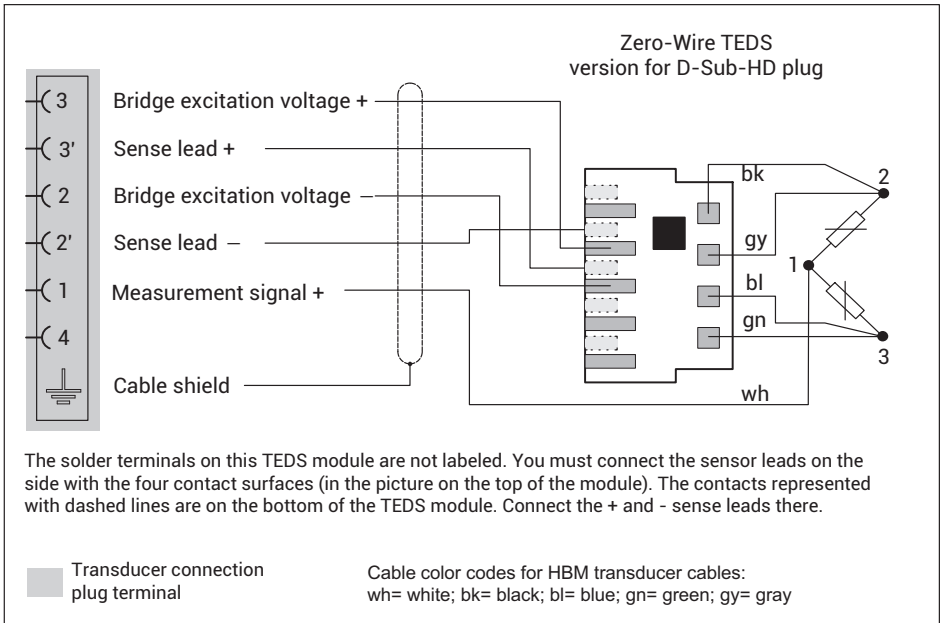 Zero-Wire TEDS
version for D-Sub-HD plug
3 Bridge excitation voltage +
3' Sense lead +
2 Bridge excitation voltage –
2' Sense lead –
1 Measurement signal +
4
Cable shield
bk
2
gy
1
bl
gn
3
wh
The solder terminals on this TEDS module are not labeled. You must connect the sensor leads on the
side with the four contact surfaces (in the picture on the top of the module). The contacts represented
with dashed lines are on the bottom of the TEDS module. Connect the + and - sense leads there.
Transducer connection
plug terminal
Cable color codes for HBM transducer cables:
wh= white; bk= black; bl= blue; gn= green; gy= gray